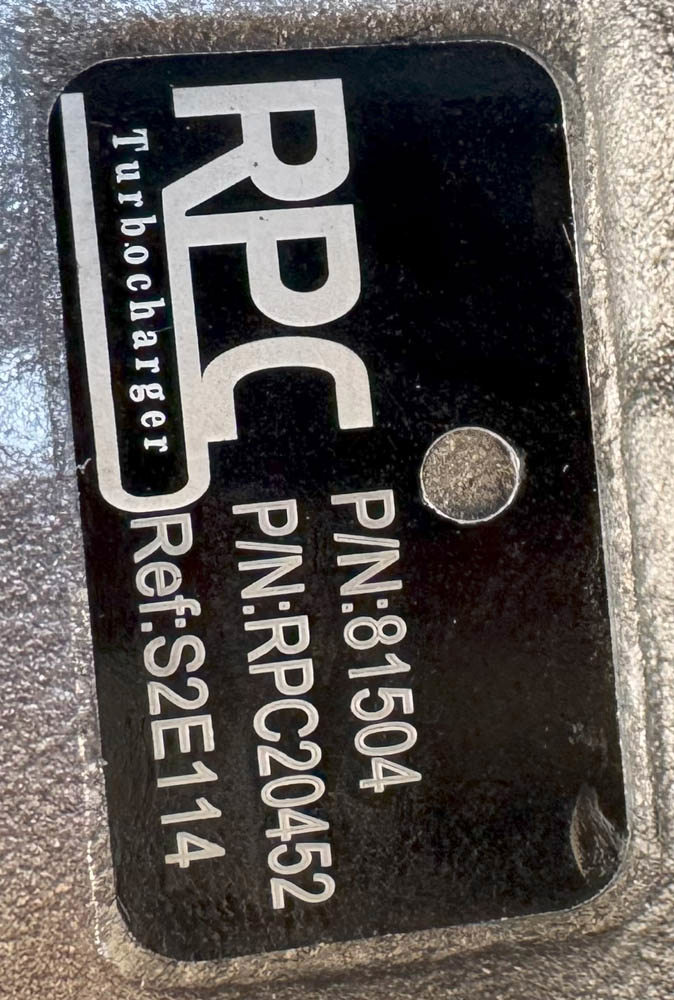 RPC
Turbocharger
P/N:81504
P/N:RPC20452
Ref:S2E114